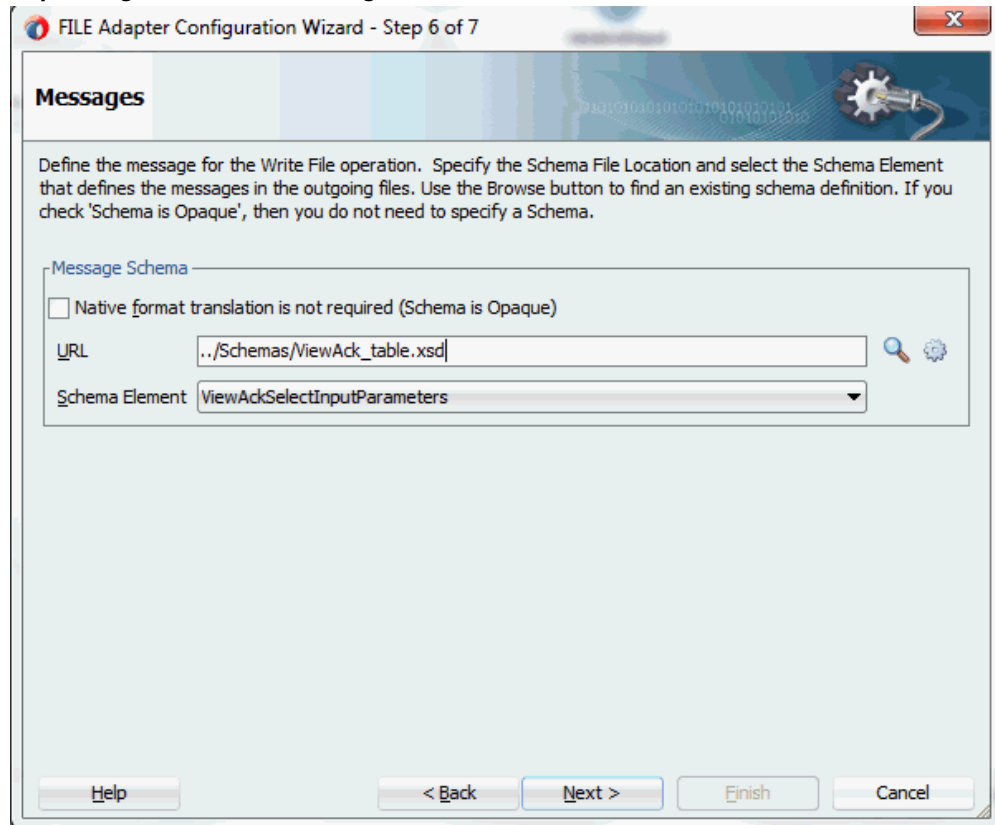 FILE Adapter Configuration Wizard - Step 6 of 7
Messages
Define the message for the Write File operation. Specify the Schema File Location and select the Schema Element
that defines the messages in the outgoing files. Use the Browse button to find an existing schema definition. If you
check 'Schema is Opaque', then you do not need to specify a Schema.
Message Schema
Native format translation is not required (Schema is Opaque)
URL ../Schemas/ViewAck_table.xsd
Schema Element ViewAckSelectInputParameters
Help < Back Next > Finish Cancel